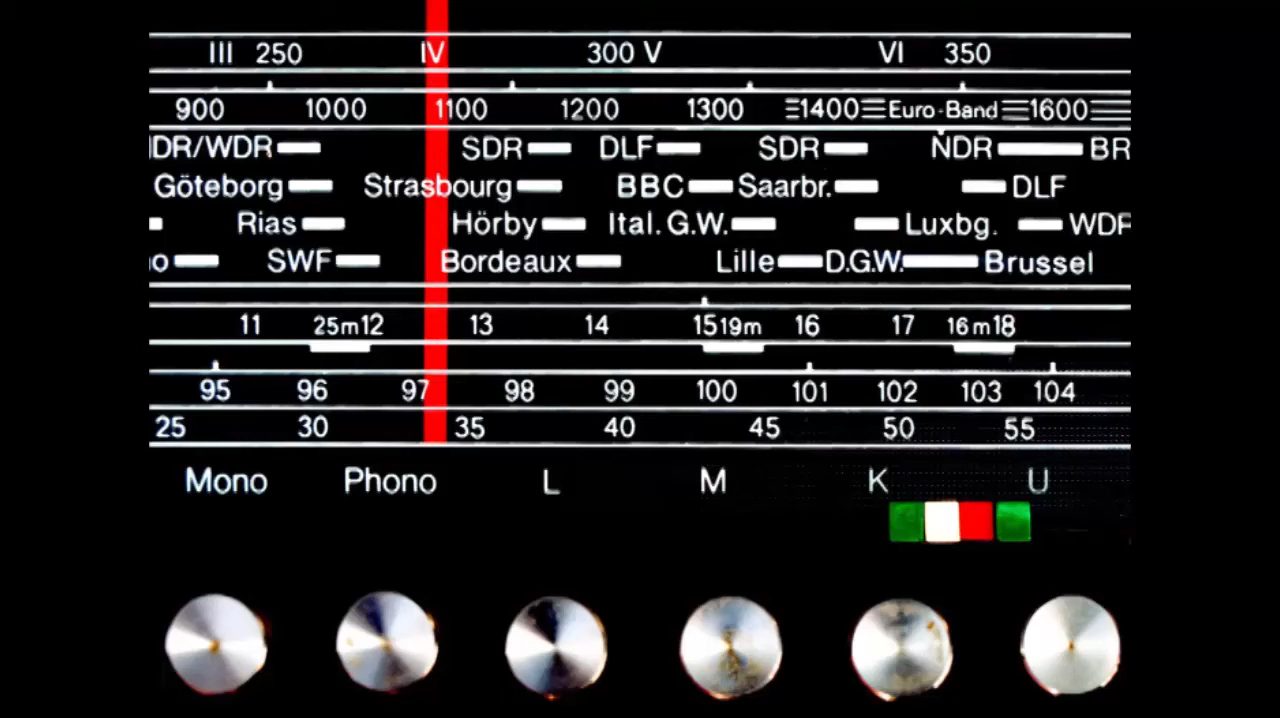 III 250 IV 300 V VI 350
900 1000 1100 1200 1300 1400 Euro-Band 1600
DR/WDR SDR DLF SDR NDR BR
Göteborg Strasbourg BBC Saarbr. DLF
Rias Hörby Ital. G.W. Luxbg. WDR
o SWF Bordeaux Lille D.G.W. Brussel
11 25m 12 13 14 15 19m 16 17 16m 18
95 96 97 98 99 100 101 102 103 104
25 30 35 40 45 50 55
Mono Phono L M K U